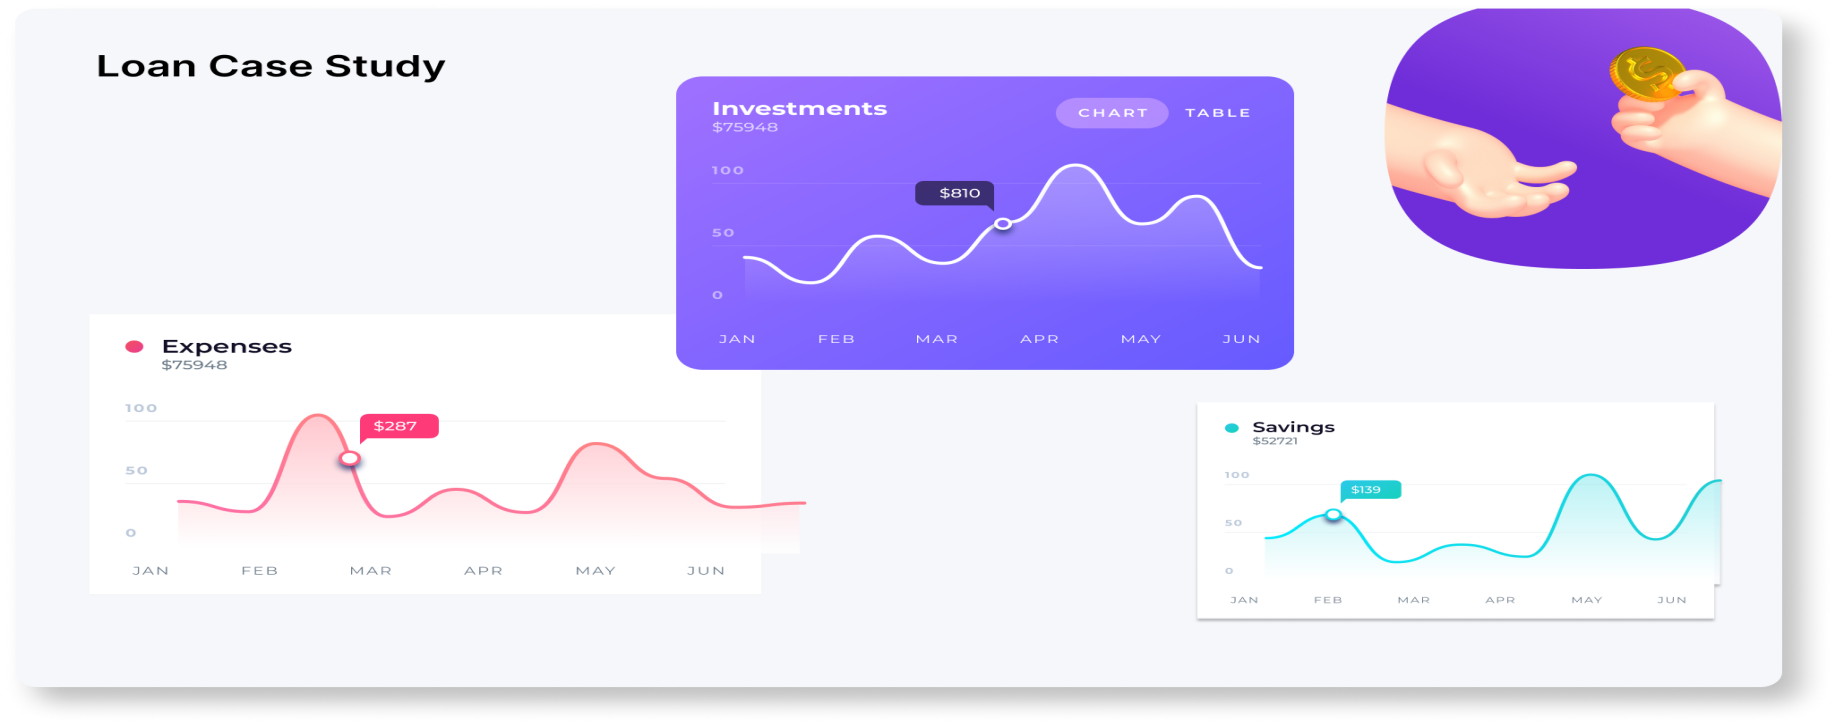 Loan Case Study
Investments
$75948
CHART TABLE
100
$810
50
0
JAN FEB MAR APR MAY JUN
Expenses
$75948
100
$287
50
0
JAN FEB MAR APR MAY JUN
Savings
$52721
100
$139
50
0
JAN FEB MAR APR MAY JUN